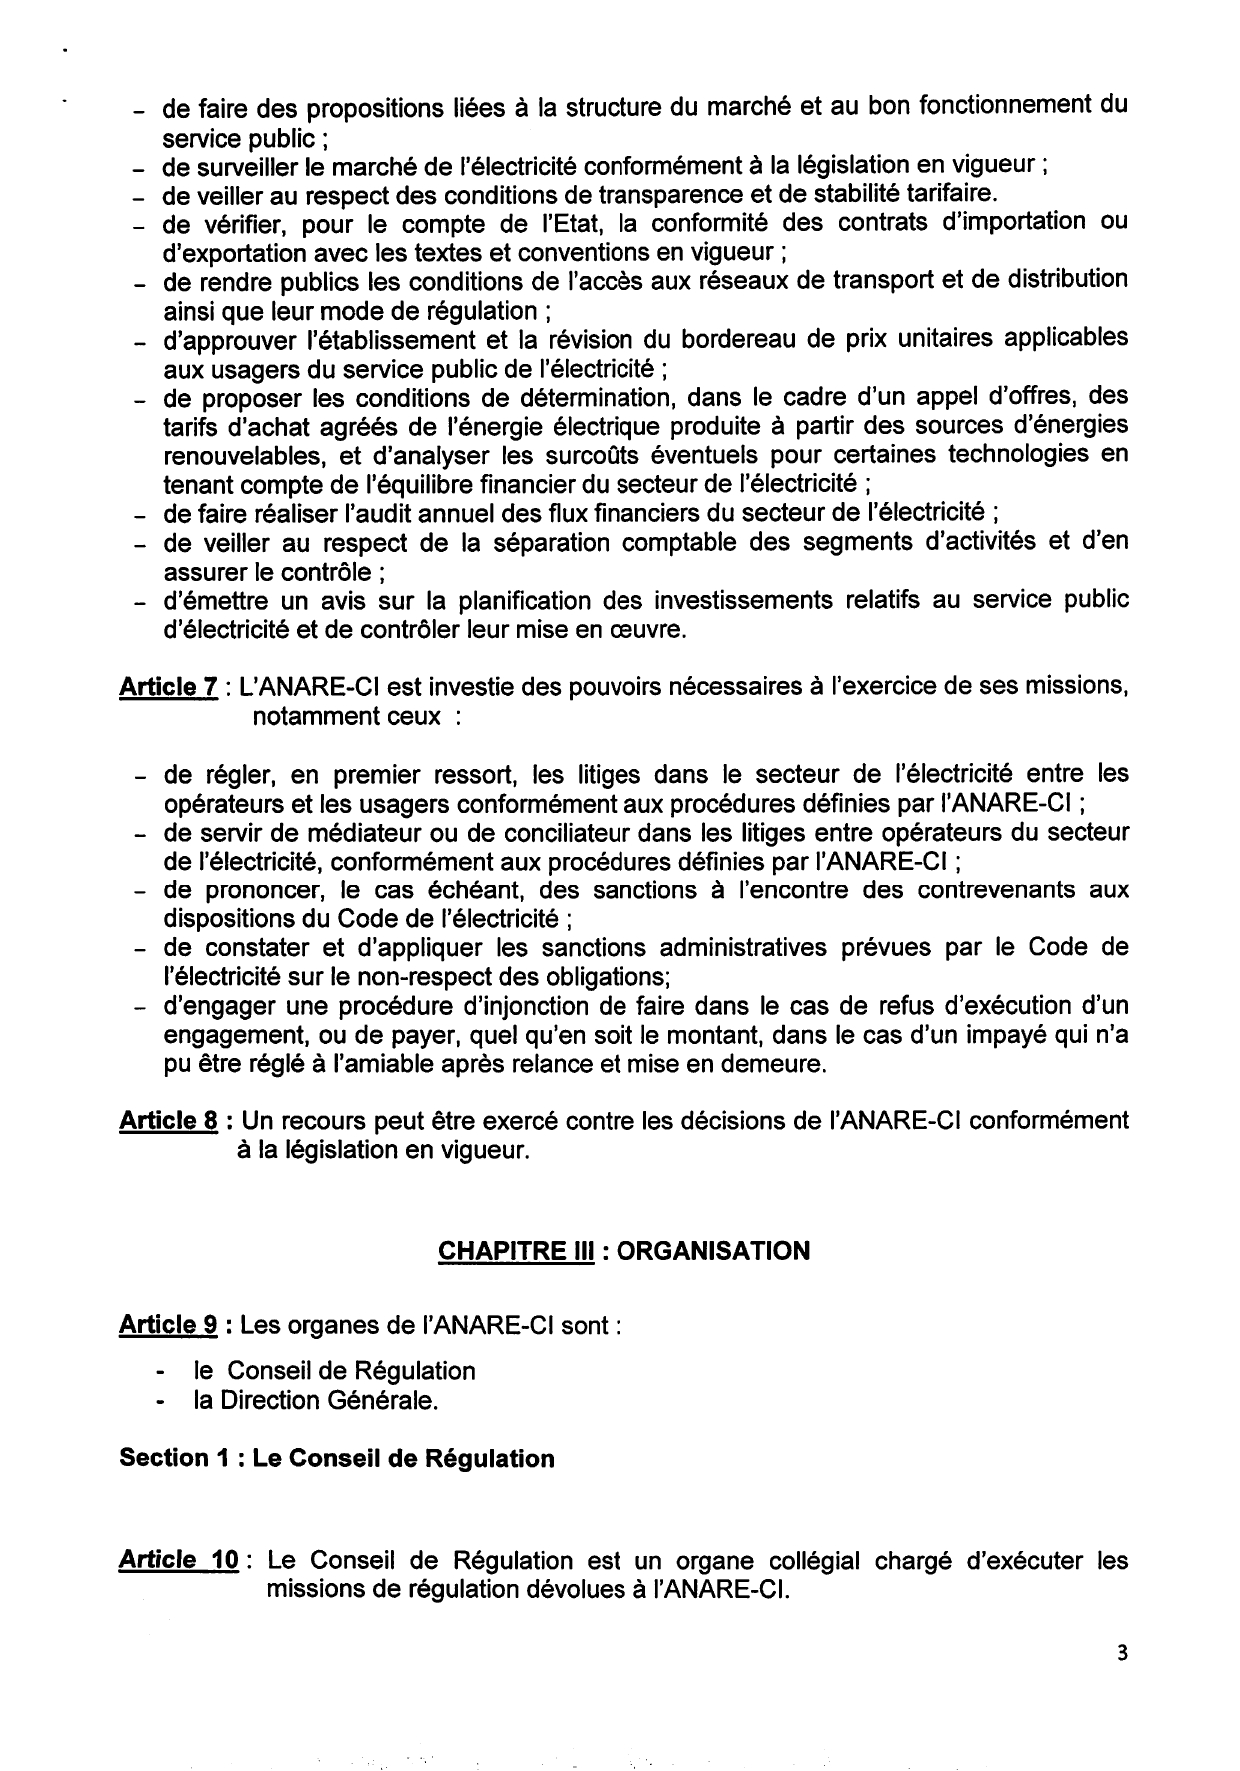 – de faire des propositions liées à la structure du marché et au bon fonctionnement du
service public ;
– de surveiller le marché de l'électricité conformément à la législation en vigueur ;
– de veiller au respect des conditions de transparence et de stabilité tarifaire.
– de vérifier, pour le compte de l'Etat, la conformité des contrats d'importation ou
d'exportation avec les textes et conventions en vigueur ;
– de rendre publics les conditions de l'accès aux réseaux de transport et de distribution
ainsi que leur mode de régulation ;
– d'approuver l'établissement et la révision du bordereau de prix unitaires applicables
aux usagers du service public de l'électricité ;
– de proposer les conditions de détermination, dans le cadre d'un appel d'offres, des
tarifs d'achat agréés de l'énergie électrique produite à partir des sources d'énergies
renouvelables, et d'analyser les surcoûts éventuels pour certaines technologies en
tenant compte de l'équilibre financier du secteur de l'électricité ;
– de faire réaliser l'audit annuel des flux financiers du secteur de l'électricité ;
– de veiller au respect de la séparation comptable des segments d'activités et d'en
assurer le contrôle ;
– d'émettre un avis sur la planification des investissements relatifs au service public
d'électricité et de contrôler leur mise en œuvre.
Article 7 : L'ANARE-CI est investie des pouvoirs nécessaires à l'exercice de ses missions,
notamment ceux :
– de régler, en premier ressort, les litiges dans le secteur de l'électricité entre les
opérateurs et les usagers conformément aux procédures définies par l'ANARE-CI ;
– de servir de médiateur ou de conciliateur dans les litiges entre opérateurs du secteur
de l'électricité, conformément aux procédures définies par l'ANARE-CI ;
– de prononcer, le cas échéant, des sanctions à l'encontre des contrevenants aux
dispositions du Code de l'électricité ;
– de constater et d'appliquer les sanctions administratives prévues par le Code de
l'électricité sur le non-respect des obligations;
– d'engager une procédure d'injonction de faire dans le cas de refus d'exécution d'un
engagement, ou de payer, quel qu'en soit le montant, dans le cas d'un impayé qui n'a
pu être réglé à l'amiable après relance et mise en demeure.
Article 8 : Un recours peut être exercé contre les décisions de l'ANARE-CI conformément
à la législation en vigueur.
CHAPITRE III : ORGANISATION
Article 9 : Les organes de l'ANARE-CI sont :
- le Conseil de Régulation
- la Direction Générale.
Section 1 : Le Conseil de Régulation
Article 10 : Le Conseil de Régulation est un organe collégial chargé d'exécuter les
missions de régulation dévolues à l'ANARE-CI.
3